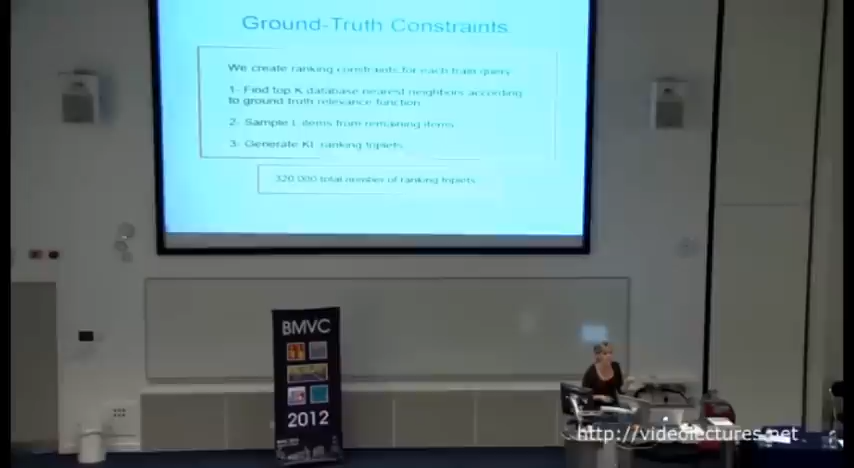 Ground-Truth Constraints
We create ranking constraints for each train query
1- Find top K database nearest neighbors according
to ground truth relevance function
2- Sample L items from remaining items
3- Generate KL ranking triplets
320 000 total number of ranking triplets
BMVC
2012
http://videolectures.net